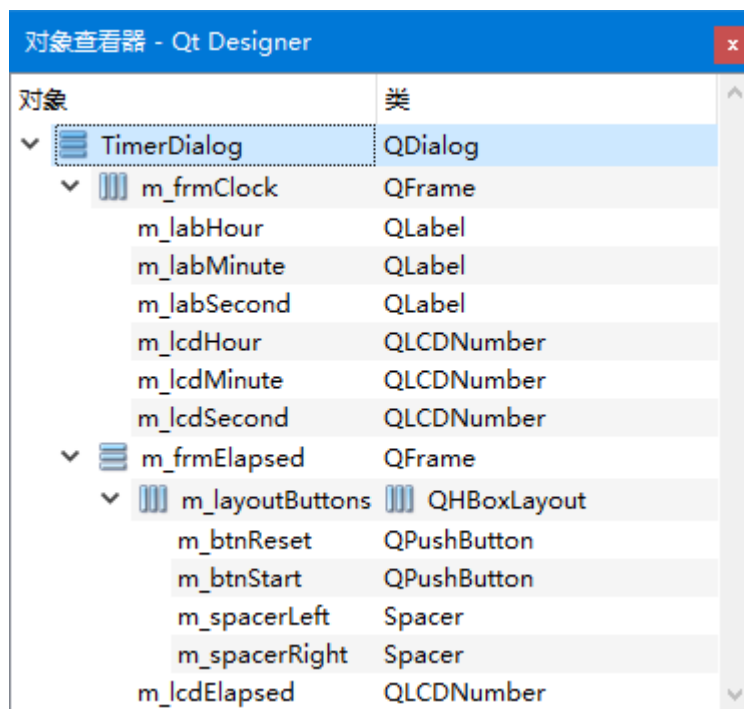 对象查看器 - Qt Designer
x
对象 类
TimerDialog QDialog
m_frmClock QFrame
m_labHour QLabel
m_labMinute QLabel
m_labSecond QLabel
m_lcdHour QLCDNumber
m_lcdMinute QLCDNumber
m_lcdSecond QLCDNumber
m_frmElapsed QFrame
m_layoutButtons QHBoxLayout
m_btnReset QPushButton
m_btnStart QPushButton
m_spacerLeft Spacer
m_spacerRight Spacer
m_lcdElapsed QLCDNumber